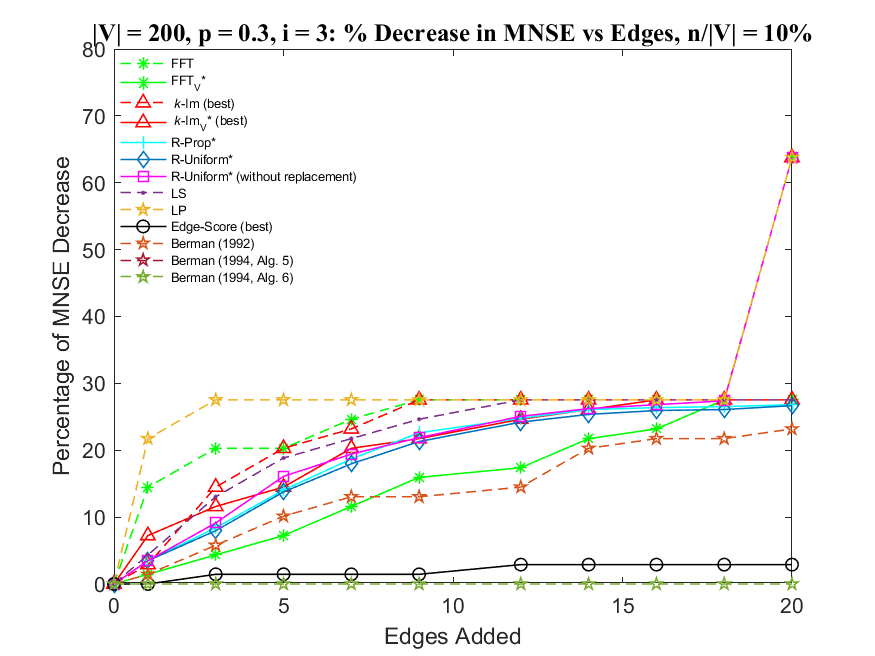 |V| = 200, p = 0.3, i = 3: % Decrease in MNSE vs Edges, n/|V| = 10%
80
70
60
50
40
30
20
10
0
Percentage of MNSE Decrease
FFT
FFT_V*
k-Im (best)
k-Im_V* (best)
R-Prop*
R-Uniform*
R-Uniform* (without replacement)
LS
LP
Edge-Score (best)
Berman (1992)
Berman (1994, Alg. 5)
Berman (1994, Alg. 6)
0 5 10 15 20
Edges Added